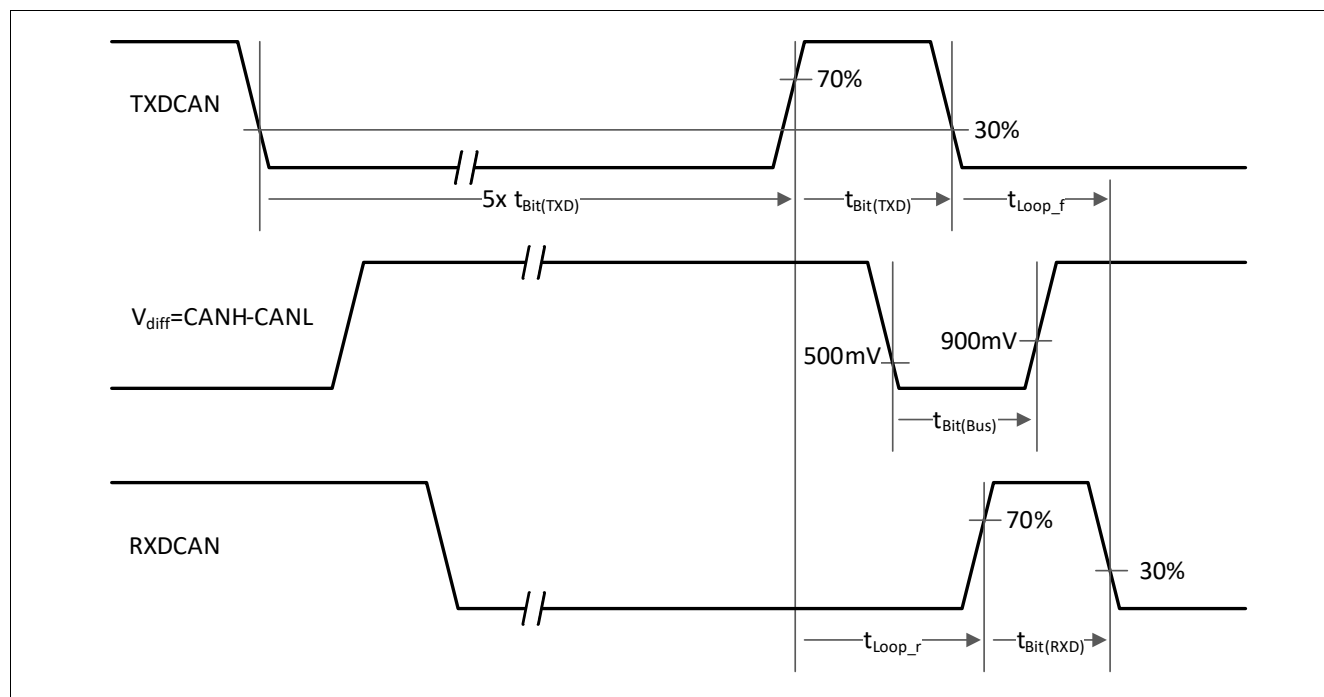 TXDCAN
70%
30%
5x tBit(TXD)
tBit(TXD)
tLoop_f
Vdiff=CANH-CANL
500mV
900mV
tBit(Bus)
RXDCAN
70%
30%
tLoop_r
tBit(RXD)